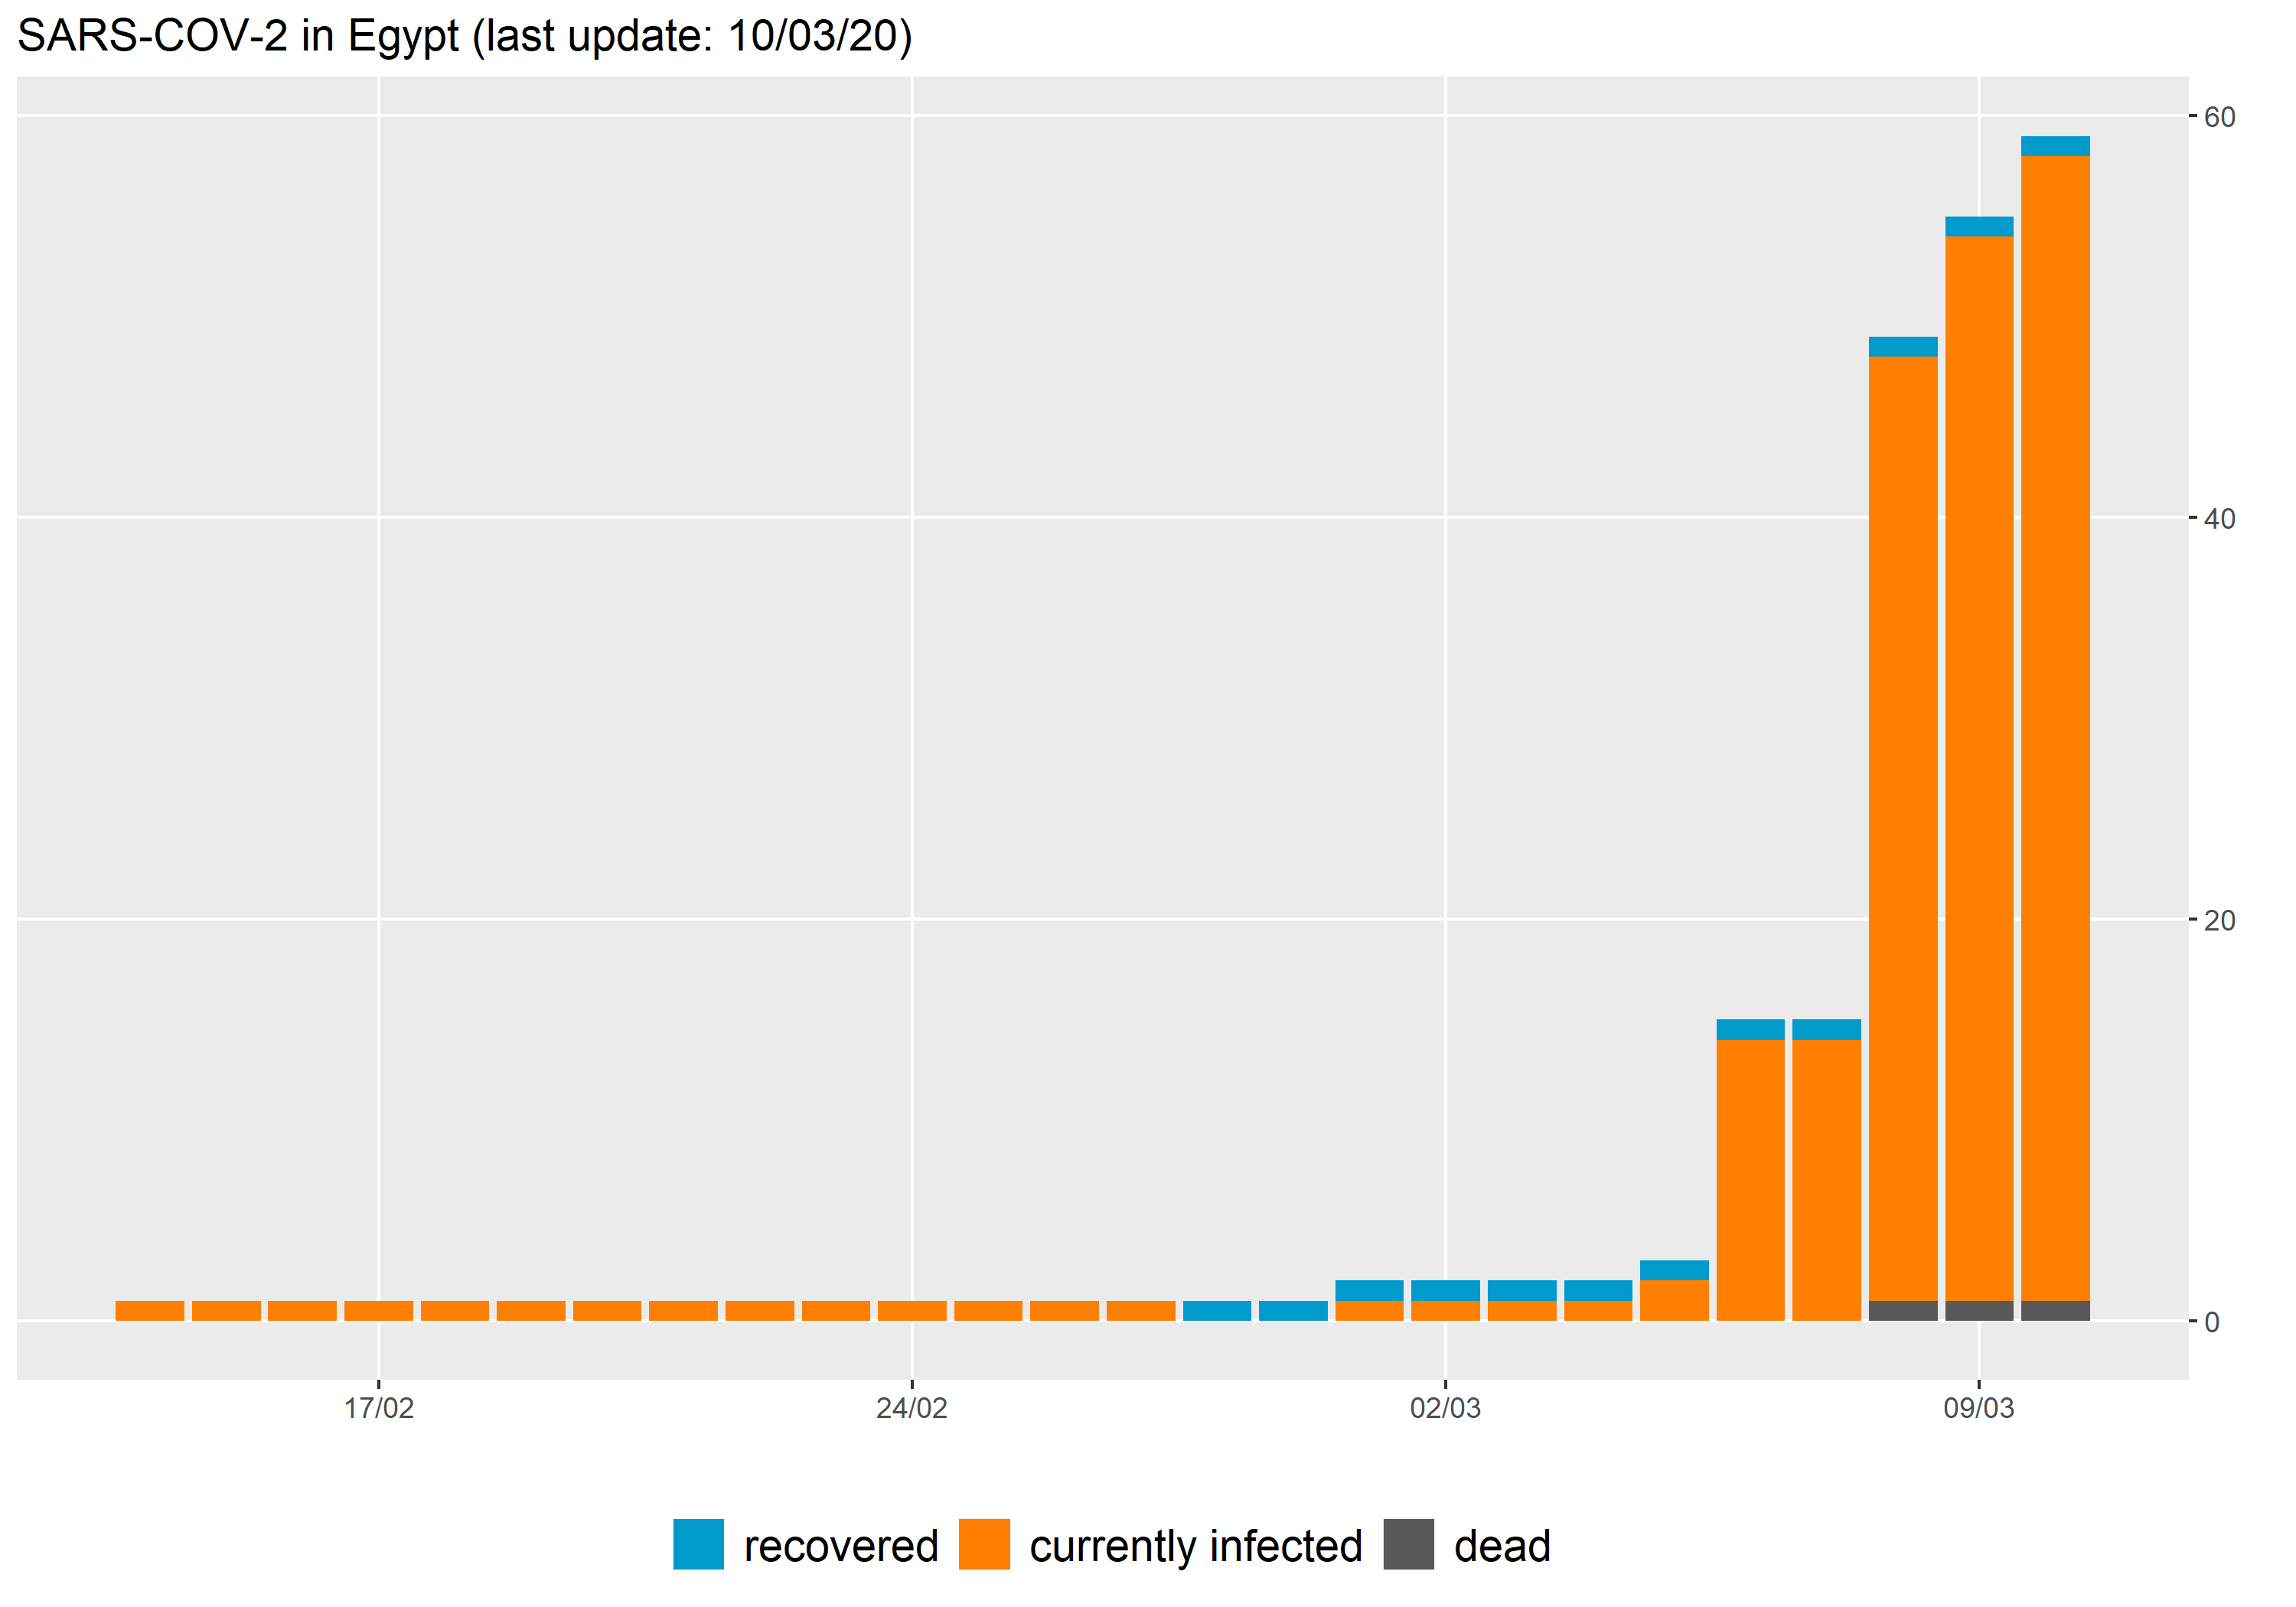 SARS-COV-2 in Egypt (last update: 10/03/20)
60
40
20
0
17/02 24/02 02/03 09/03
recovered currently infected dead